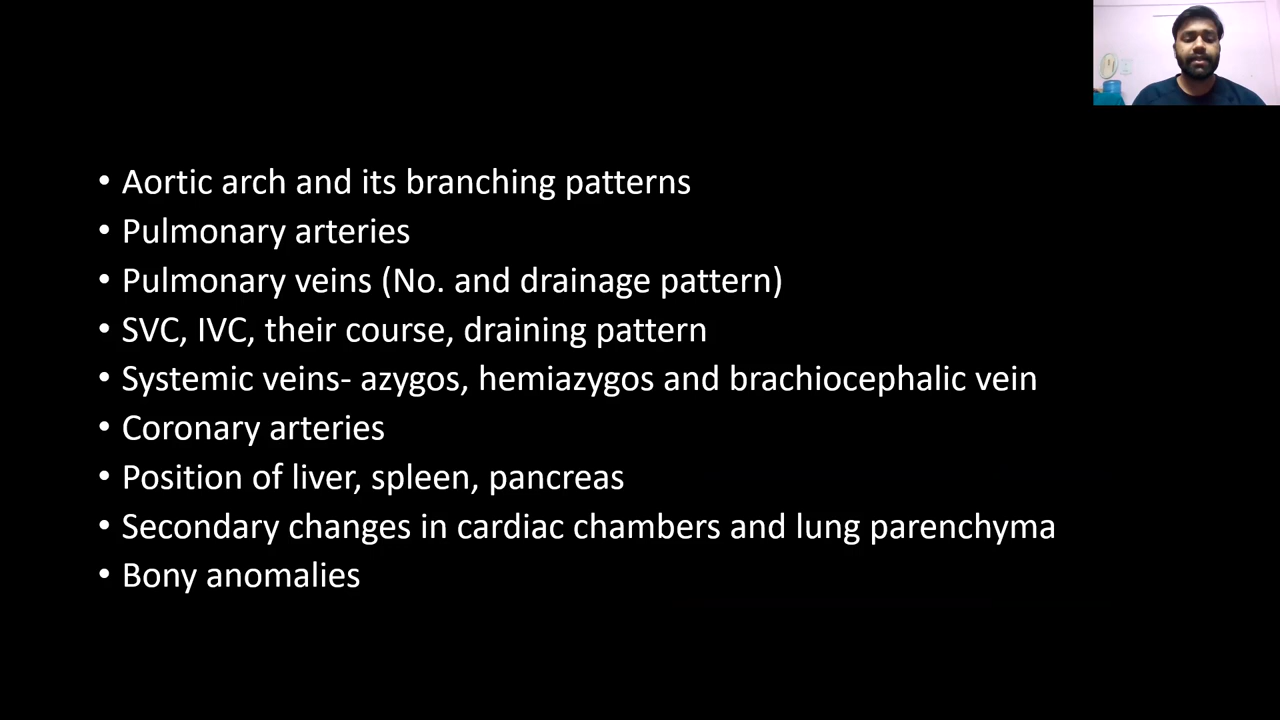 • Aortic arch and its branching patterns
• Pulmonary arteries
• Pulmonary veins (No. and drainage pattern)
• SVC, IVC, their course, draining pattern
• Systemic veins- azygos, hemiazygos and brachiocephalic vein
• Coronary arteries
• Position of liver, spleen, pancreas
• Secondary changes in cardiac chambers and lung parenchyma
• Bony anomalies